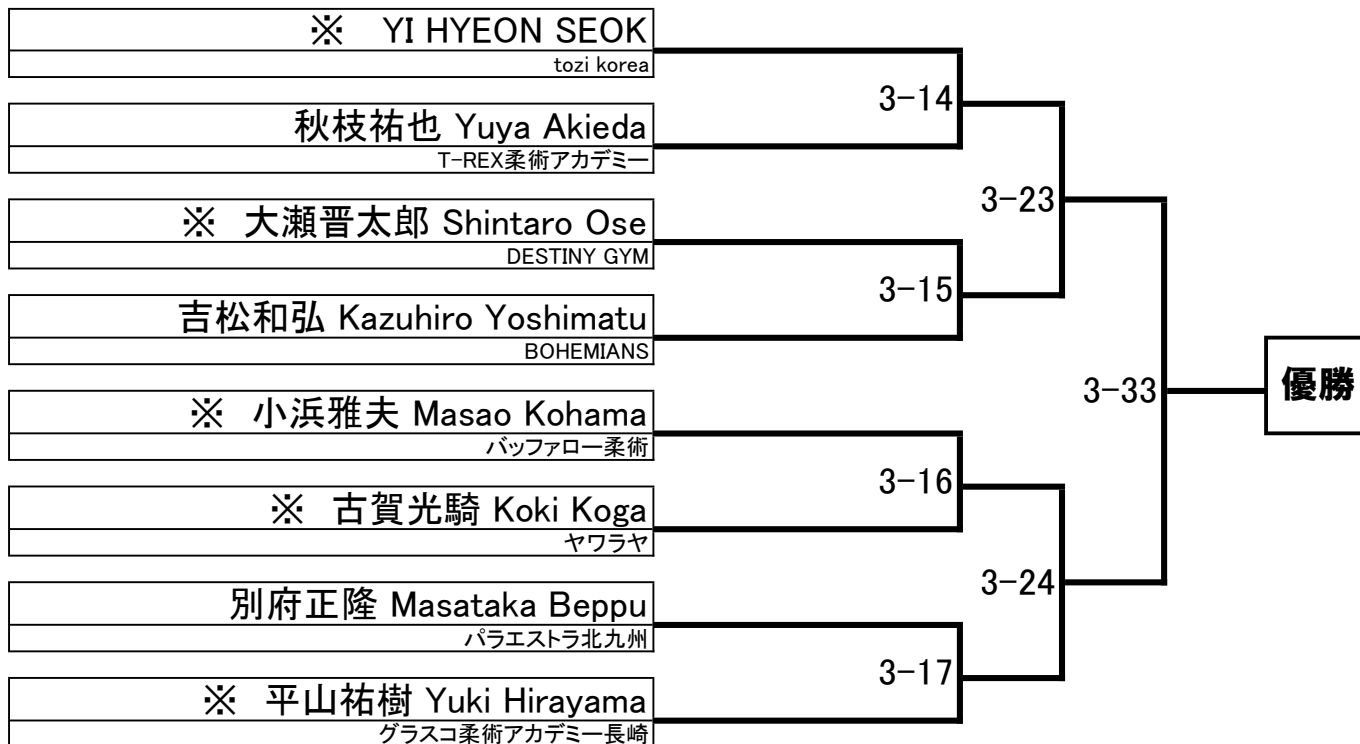 ※ YI HYEON SEOK
tozi korea
3-14
秋枝祐也 Yuya Akieda
T-REX柔術アカデミー
3-23
※ 大瀬晋太郎 Shintaro Ose
DESTINY GYM
3-15
吉松和弘 Kazuhiro Yoshimatu
BOHEMIANS
3-33
優勝
※ 小浜雅夫 Masao Kohama
バッファロー柔術
3-16
※ 古賀光騎 Koki Koga
ヤワラヤ
3-24
別府正隆 Masataka Beppu
パラエストラ北九州
3-17
※ 平山祐樹 Yuki Hirayama
グラスコ柔術アカデミー長崎